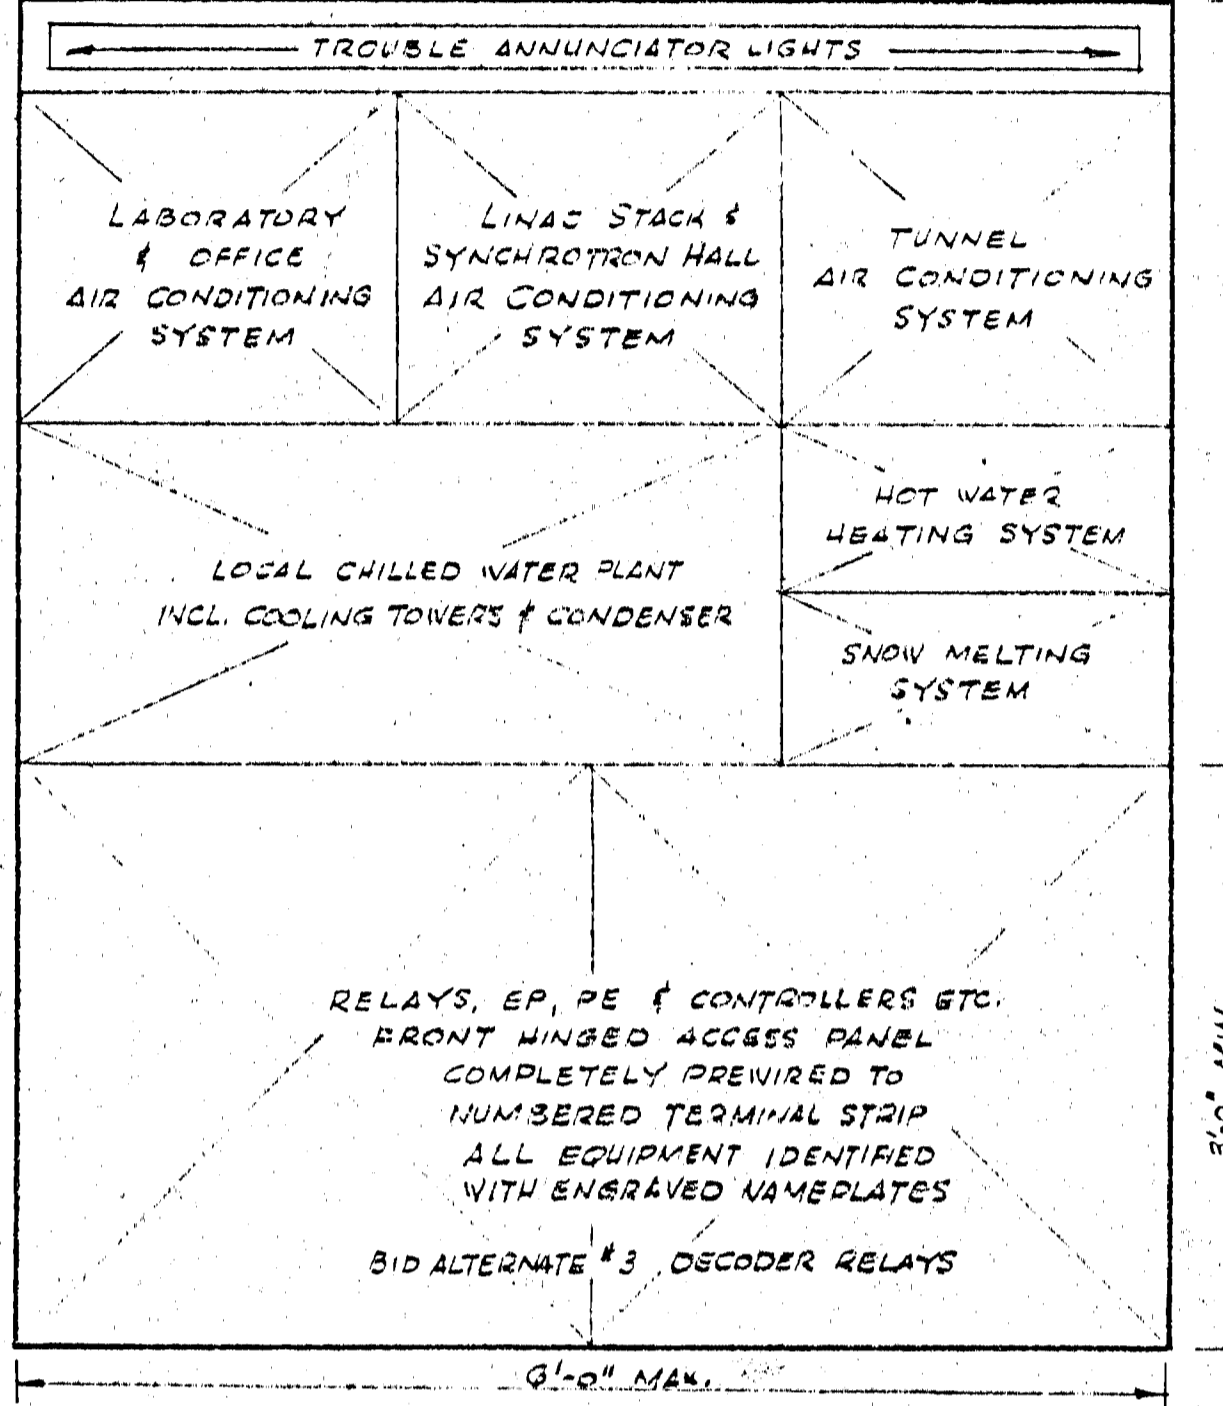 TROUBLE ANNUNCIATOR LIGHTS
LABORATORY
& OFFICE
AIR CONDITIONING
SYSTEM
LINAC STACK &
SYNCHROTRON HALL
AIR CONDITIONING
SYSTEM
TUNNEL
AIR CONDITIONING
SYSTEM
LOCAL CHILLED WATER PLANT
INCL. COOLING TOWERS & CONDENSER
HOT WATER
HEATING SYSTEM
SNOW MELTING
SYSTEM
RELAYS, EP, PE & CONTROLLERS ETC.
FRONT HINGED ACCESS PANEL
COMPLETELY PREWIRED TO
NUMBERED TERMINAL STRIP
ALL EQUIPMENT IDENTIFIED
WITH ENGRAVED NAMEPLATES
BID ALTERNATE #3 DECODER RELAYS
6'-0" MAX.
3'-0" MIN